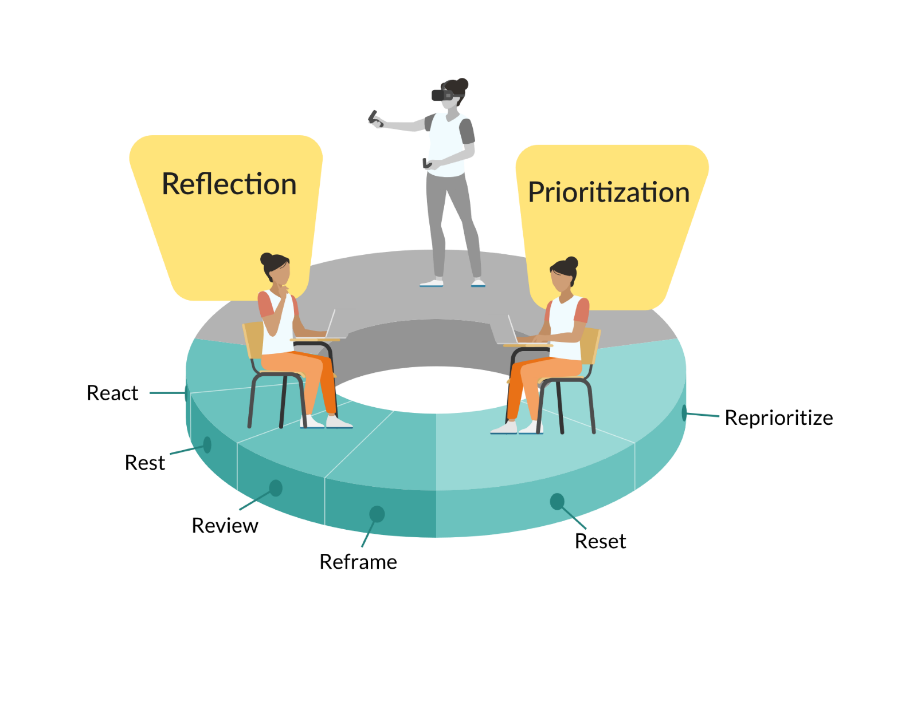 Reflection
Prioritization
React
Rest
Review
Reframe
Reset
Reprioritize